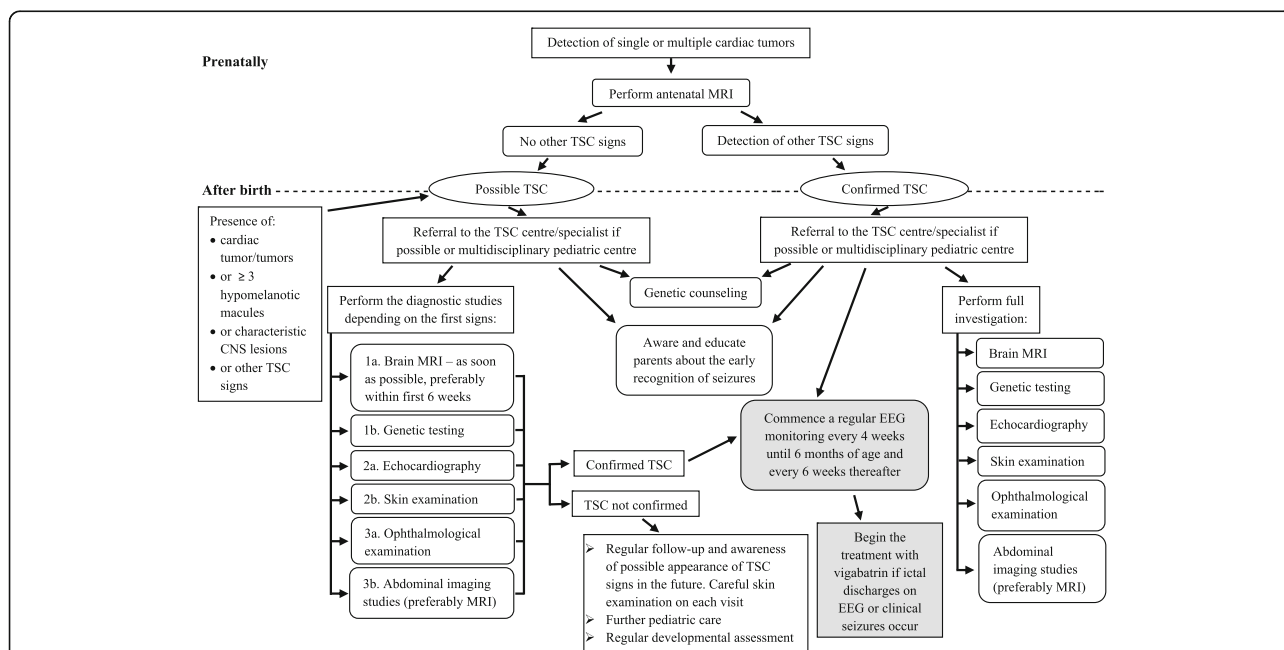 Prenatally
Detection of single or multiple cardiac tumors
Perform antenatal MRI
No other TSC signs
Detection of other TSC signs
After birth
Possible TSC
Confirmed TSC
Presence of:
• cardiac
tumor/tumors
• or ≥ 3
hypomelanotic
macules
• or characteristic
CNS lesions
• or other TSC
signs
Referral to the TSC centre/specialist if
possible or multidisciplinary pediatric centre
Referral to the TSC centre/specialist if
possible or multidisciplinary pediatric centre
Genetic counseling
Perform the diagnostic studies
depending on the first signs:
Aware and educate
parents about the early
recognition of seizures
Perform full
investigation:
1a. Brain MRI – as soon
as possible, preferably
within first 6 weeks
1b. Genetic testing
2a. Echocardiography
2b. Skin examination
3a. Ophthalmological
examination
3b. Abdominal imaging
studies (preferably MRI)
Confirmed TSC
TSC not confirmed
➢ Regular follow-up and awareness
of possible appearance of TSC
signs in the future. Careful skin
examination on each visit
➢ Further pediatric care
➢ Regular developmental assessment
Commence a regular EEG
monitoring every 4 weeks
until 6 months of age and
every 6 weeks thereafter
Begin the
treatment with
vigabatrin if ictal
discharges on
EEG or clinical
seizures occur
Brain MRI
Genetic testing
Echocardiography
Skin examination
Ophthalmological
examination
Abdominal
imaging studies
(preferably MRI)